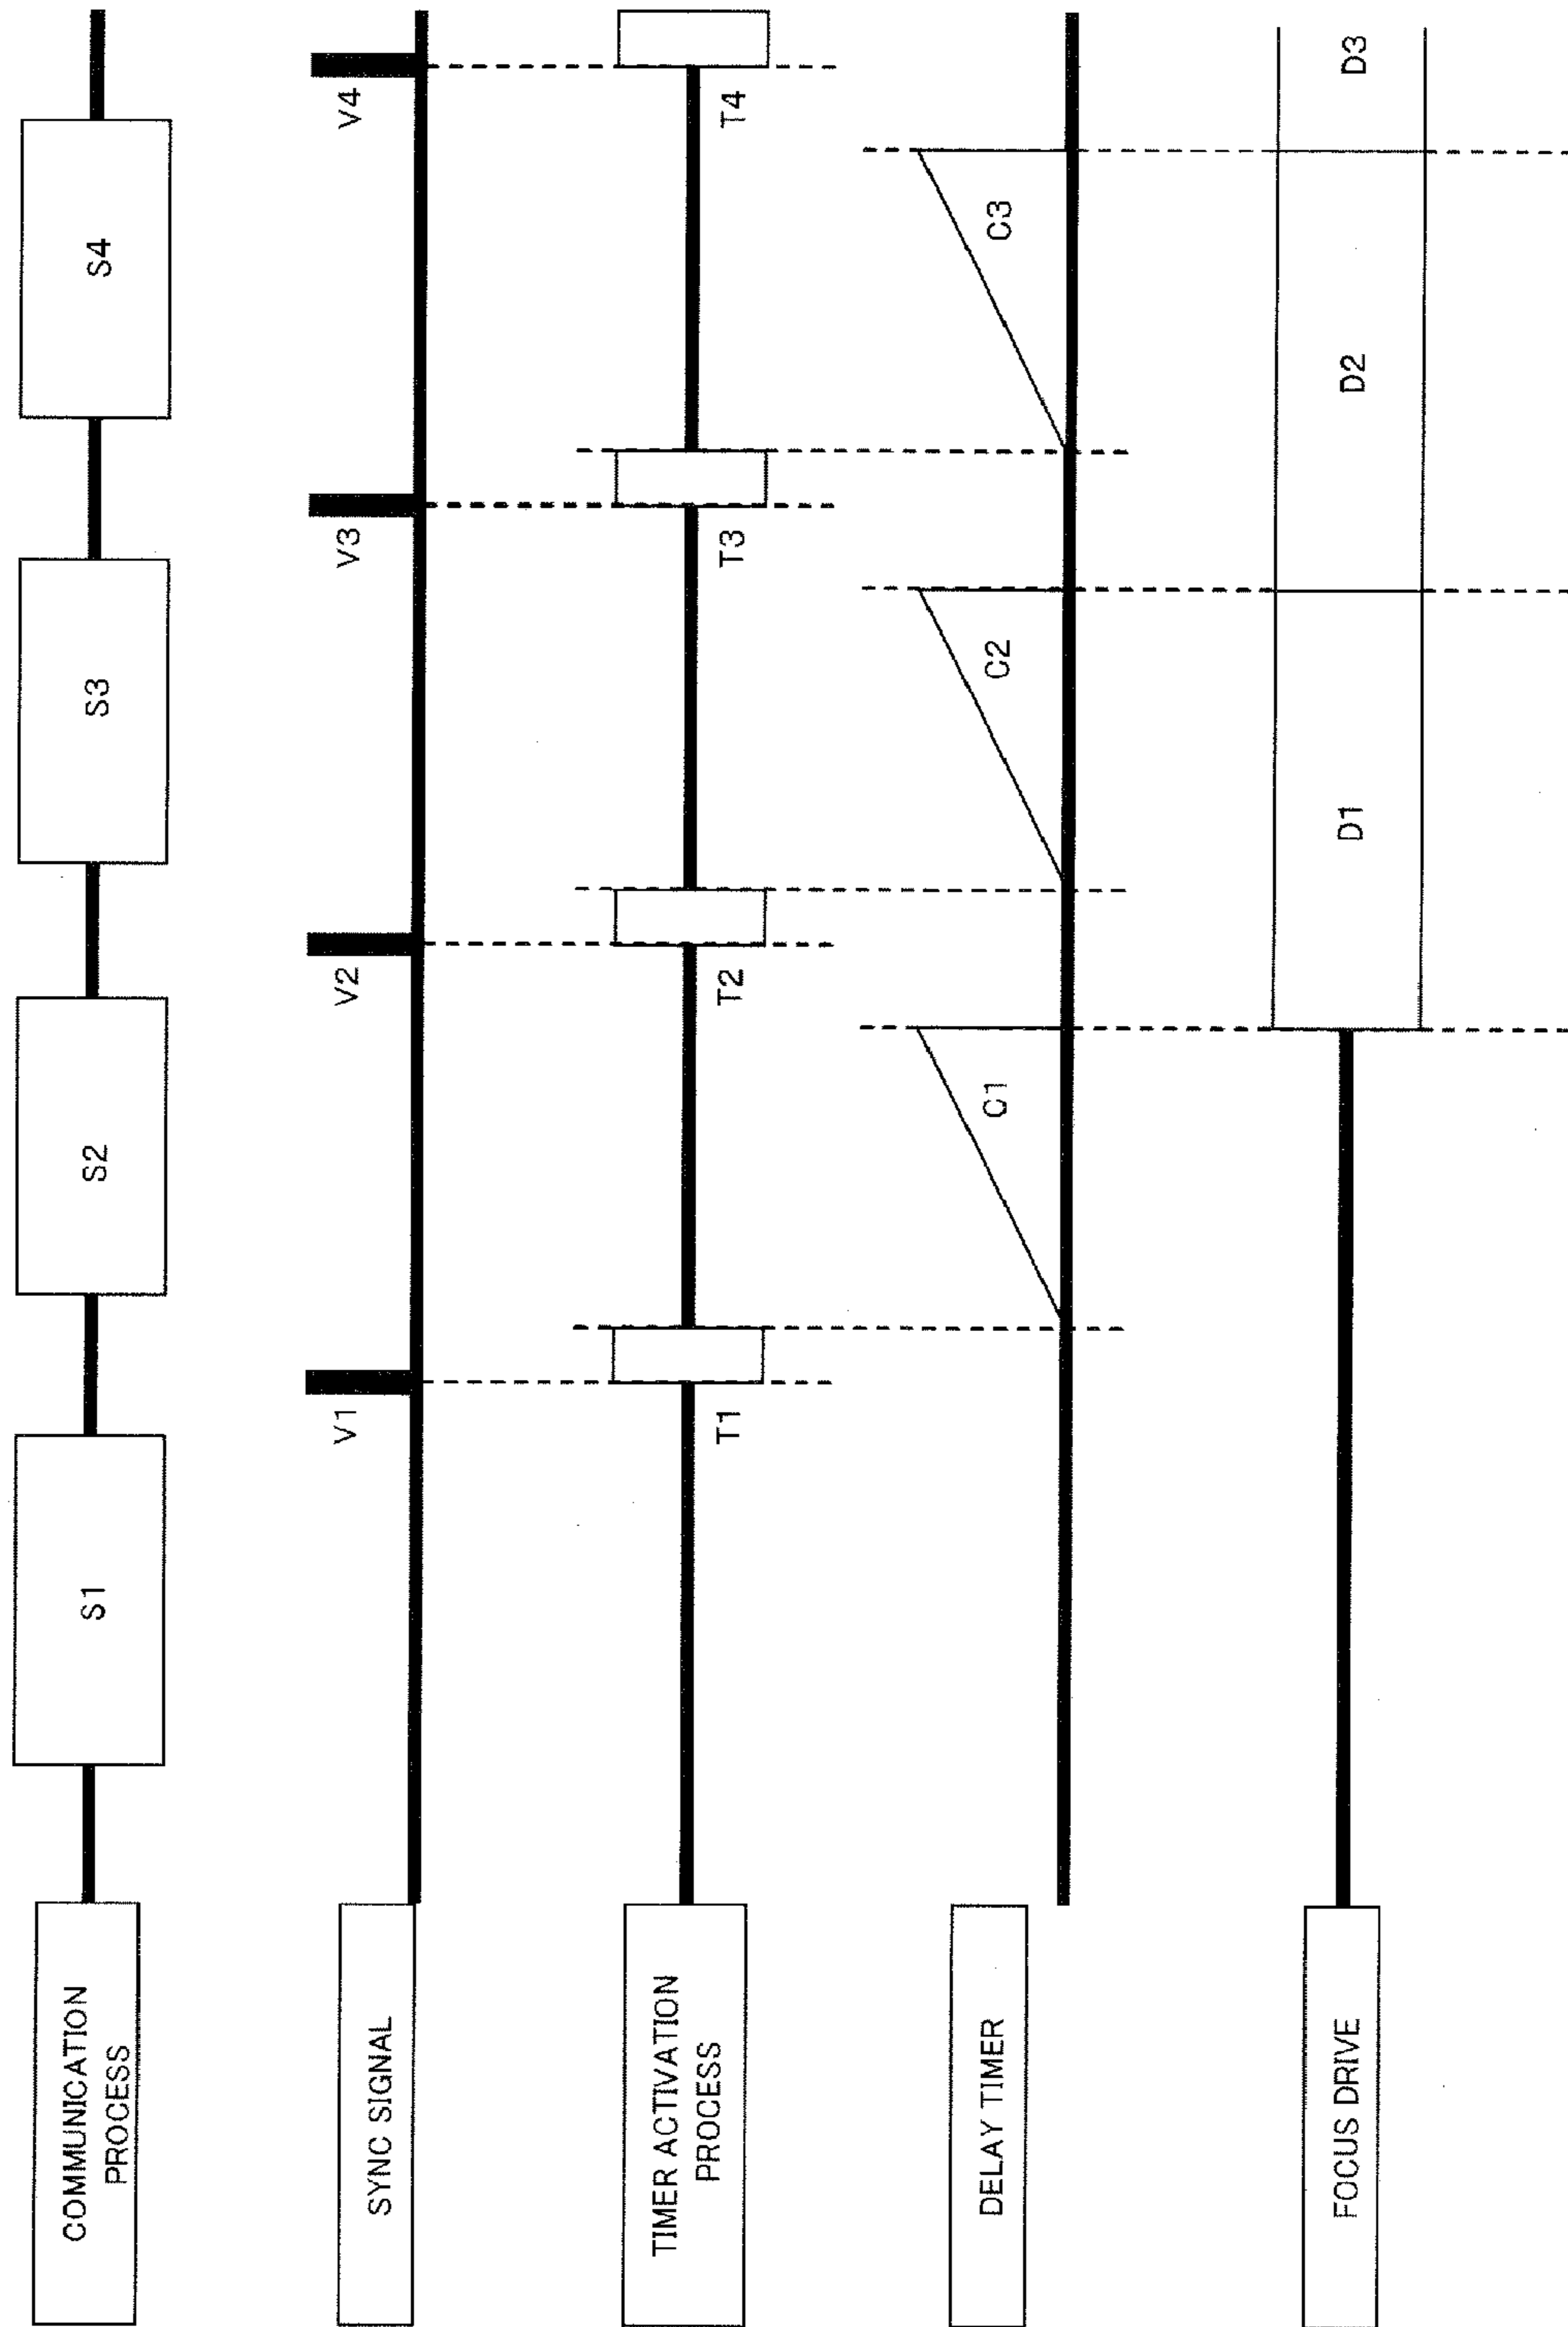 COMMUNICATION
PROCESS
S1
S2
S3
S4
SYNC SIGNAL
V1
V2
V3
V4
TIMER ACTIVATION
PROCESS
T1
T2
T3
T4
DELAY TIMER
C1
C2
C3
FOCUS DRIVE
D1
D2
D3